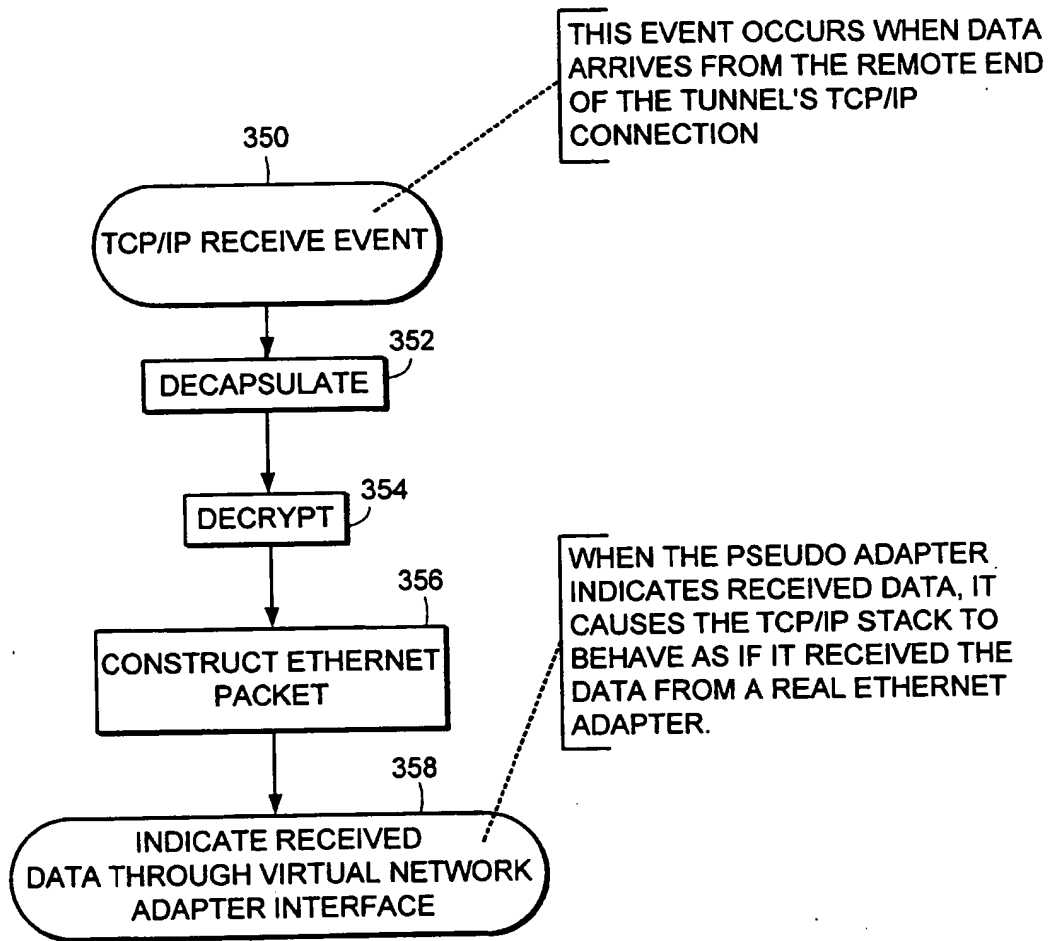 THIS EVENT OCCURS WHEN DATA
ARRIVES FROM THE REMOTE END
OF THE TUNNEL'S TCP/IP
CONNECTION
350
TCP/IP RECEIVE EVENT
352
DECAPSULATE
354
DECRYPT
WHEN THE PSEUDO ADAPTER
INDICATES RECEIVED DATA, IT
CAUSES THE TCP/IP STACK TO
BEHAVE AS IF IT RECEIVED THE
DATA FROM A REAL ETHERNET
ADAPTER.
356
CONSTRUCT ETHERNET
PACKET
358
INDICATE RECEIVED
DATA THROUGH VIRTUAL NETWORK
ADAPTER INTERFACE